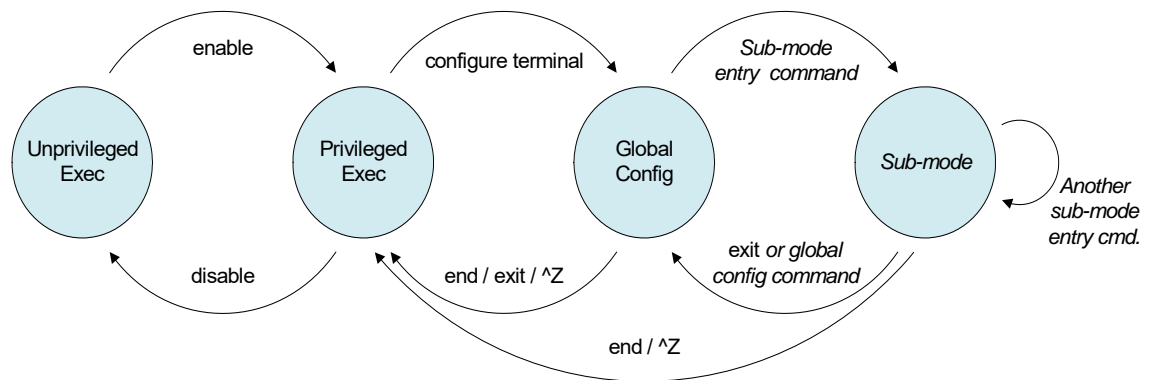 enable
configure terminal
Sub-mode
entry command
Unprivileged
Exec
Privileged
Exec
Global
Config
Sub-mode
Another
sub-mode
entry cmd.
disable
end / exit / ^Z
exit or global
config command
end / ^Z